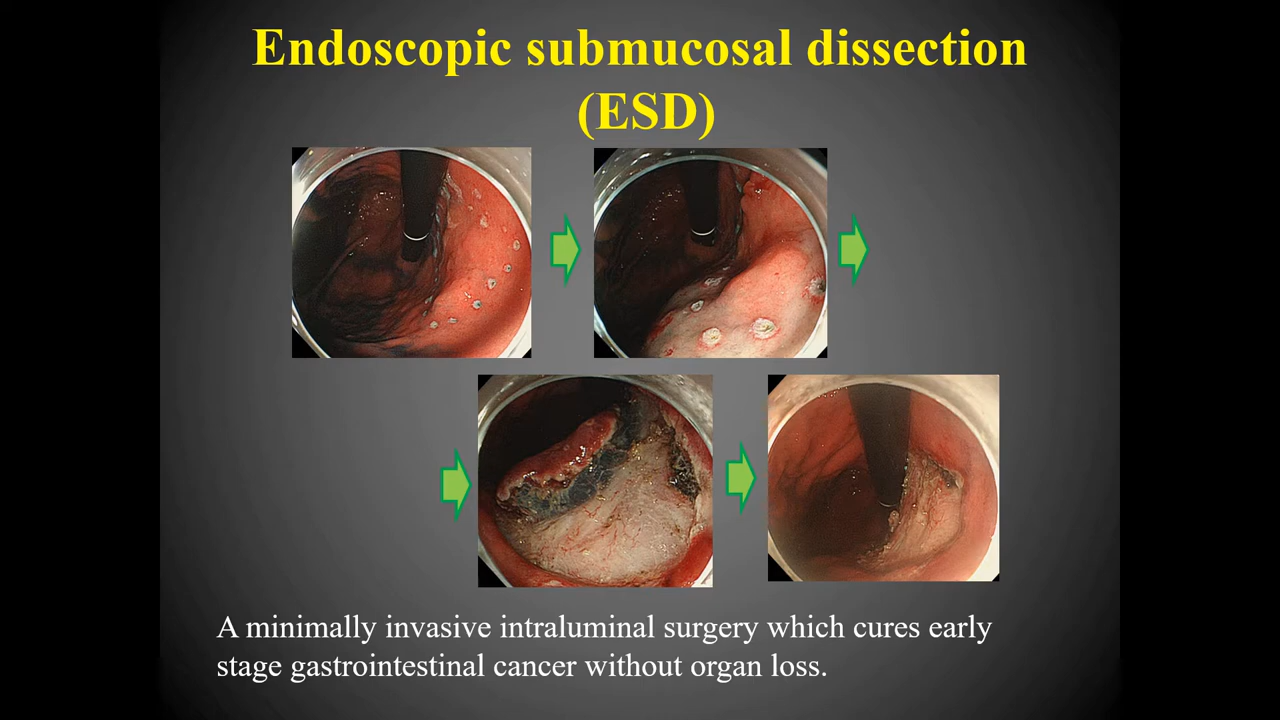 Endoscopic submucosal dissection
(ESD)
A minimally invasive intraluminal surgery which cures early
stage gastrointestinal cancer without organ loss.